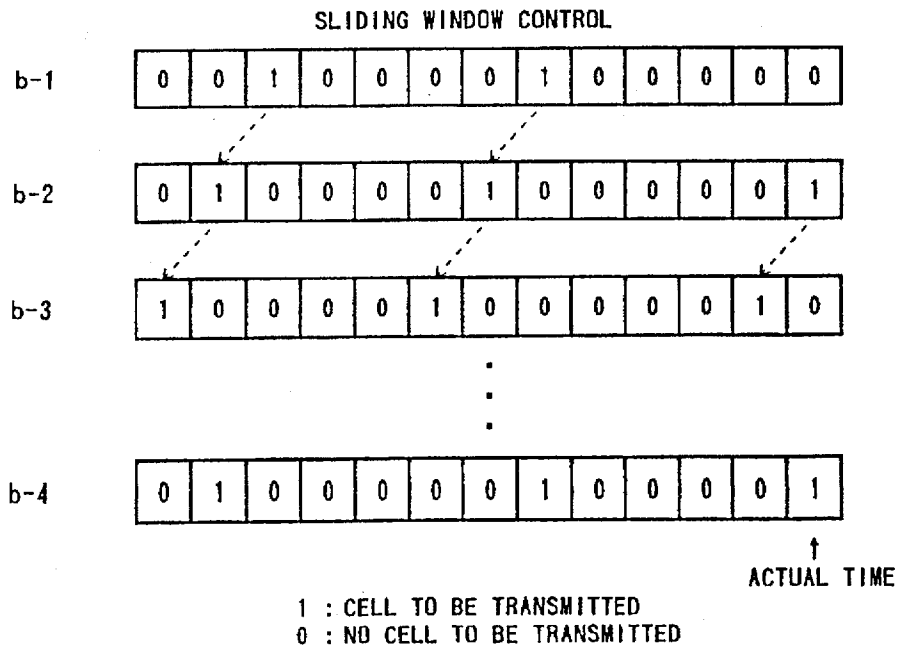 SLIDING WINDOW CONTROL
b-1 0 0 1 0 0 0 0 1 0 0 0 0 0
b-2 0 1 0 0 0 0 1 0 0 0 0 0 1
b-3 1 0 0 0 0 1 0 0 0 0 0 1 0
b-4 0 1 0 0 0 0 0 1 0 0 0 0 1
ACTUAL TIME
1 : CELL TO BE TRANSMITTED
0 : NO CELL TO BE TRANSMITTED